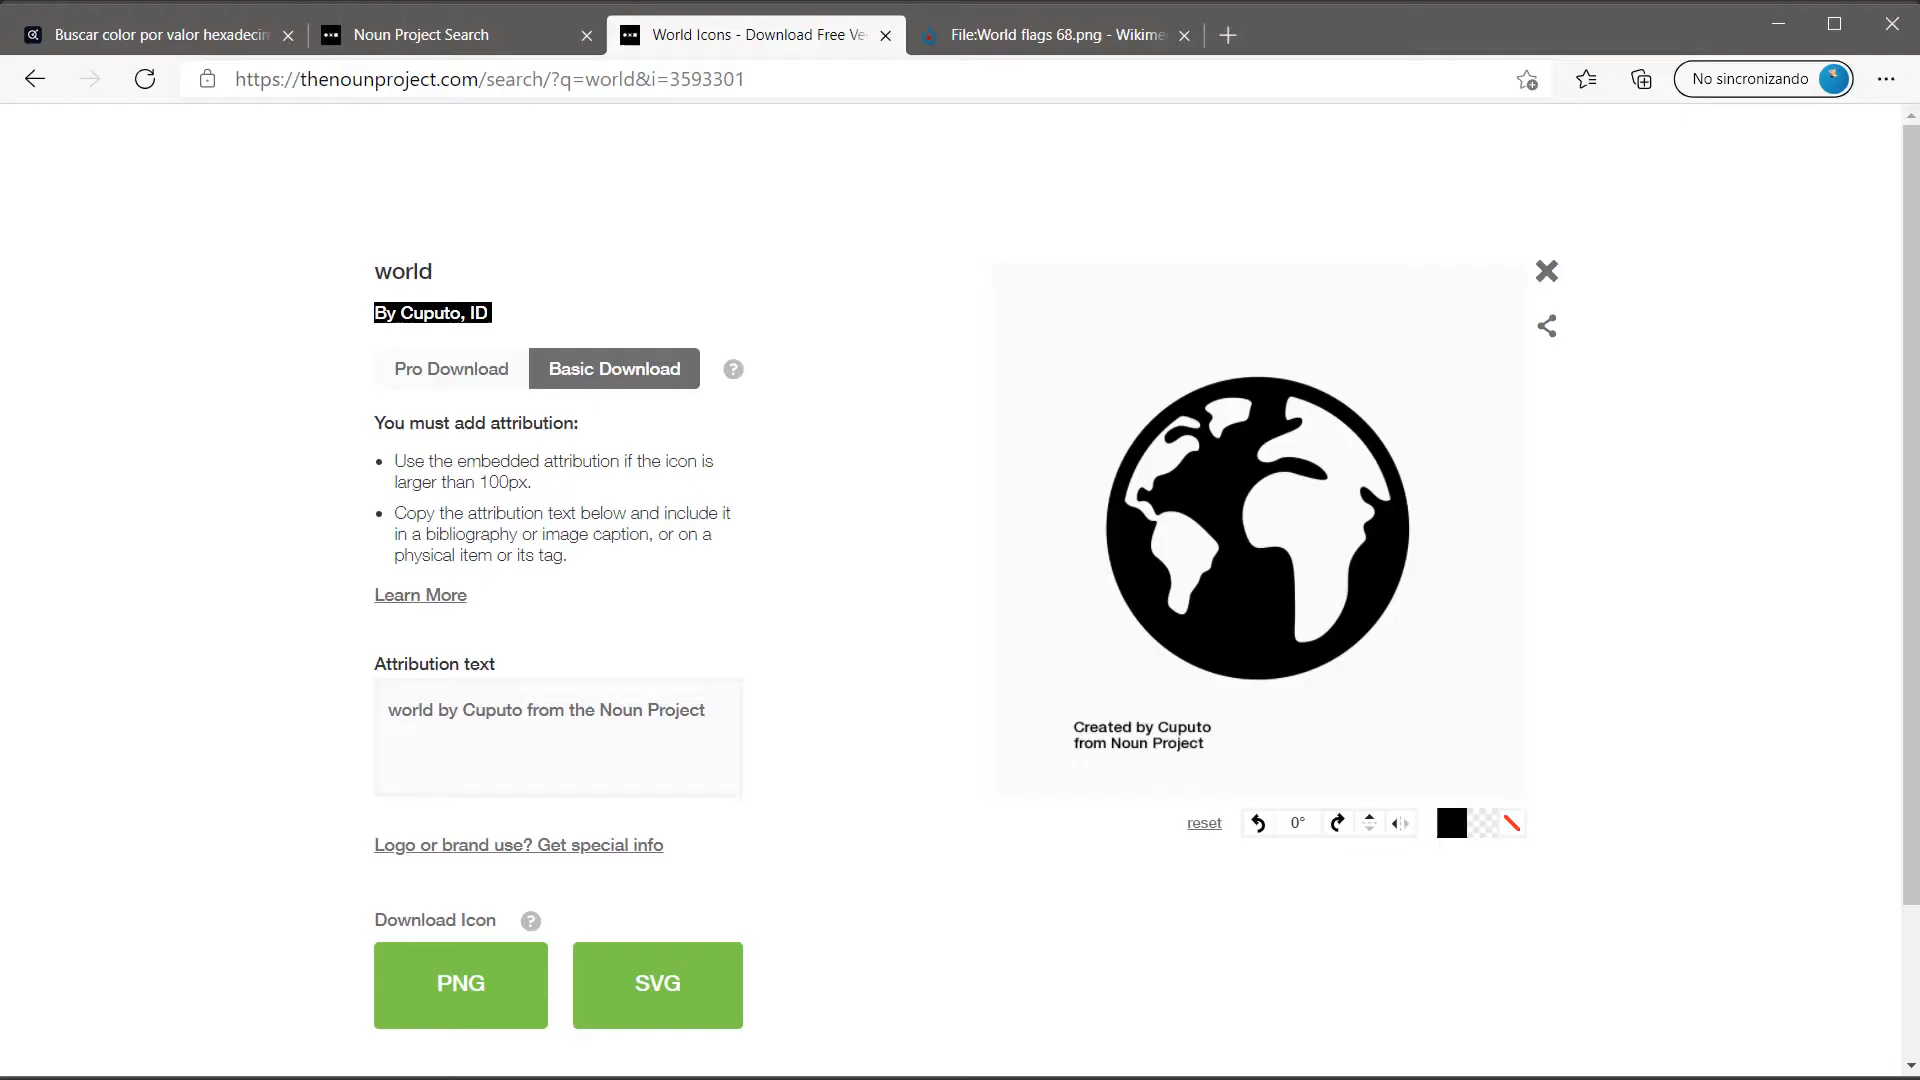 Buscar color por valor hexadecim
Noun Project Search
World Icons - Download Free Ve
File:World flags 68.png - Wikime
https://thenounproject.com/search/?q=world&i=3593301
No sincronizando
world
By Cuputo, ID
Pro Download
Basic Download
?
You must add attribution:
• Use the embedded attribution if the icon is
larger than 100px.
• Copy the attribution text below and include it
in a bibliography or image caption, or on a
physical item or its tag.
Learn More
Attribution text
world by Cuputo from the Noun Project
Created by Cuputo
from Noun Project
reset
0°
Logo or brand use? Get special info
Download Icon
?
PNG
SVG